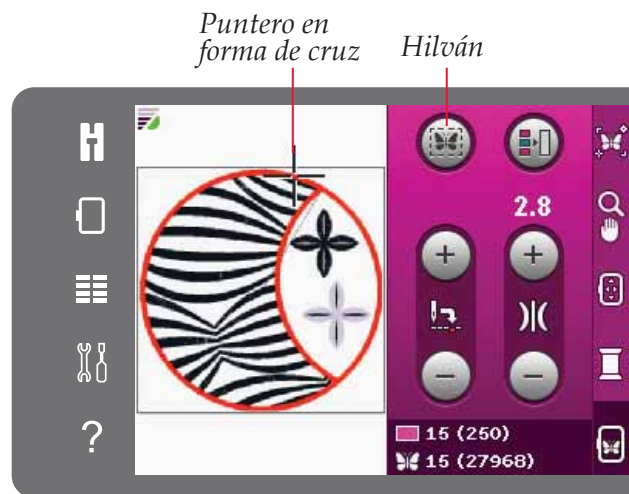 Puntero en
forma de cruz
Hilván
2.8
15 (250)
15 (27968)
?